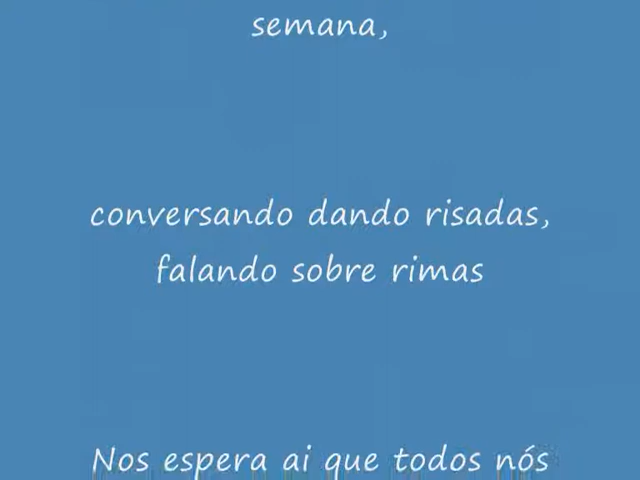 semana,
conversando dando risadas,
falando sobre rimas
Nos espera ai que todos nós